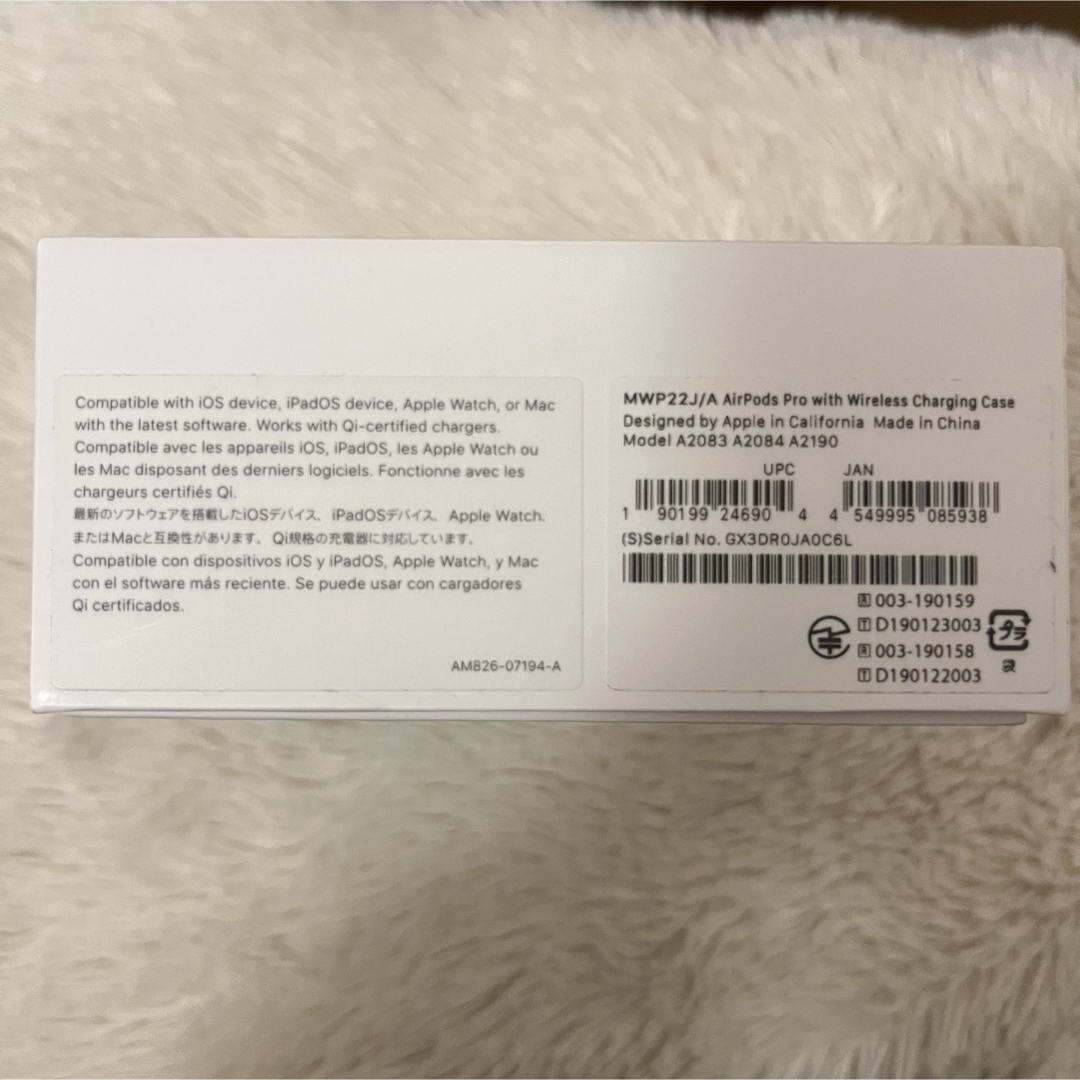 Compatible with iOS device, iPadOS device, Apple Watch, or Mac
with the latest software. Works with Qi-certified chargers.
Compatible avec les appareils iOS, iPadOS, les Apple Watch ou
les Mac disposant des derniers logiciels. Fonctionne avec les
chargeurs certifiés Qi.
最新のソフトウェアを搭載したiOSデバイス、iPadOSデバイス、Apple Watch、
またはMacと互換性があります。Qi規格の充電器に対応しています。
Compatible con dispositivos iOS y iPadOS, Apple Watch, y Mac
con el software más reciente. Se puede usar con cargadores
Qi certificados.
AM826-07194-A
MWP22J/A AirPods Pro with Wireless Charging Case
Designed by Apple in California Made in China
Model A2083 A2084 A2190
UPC JAN
1 90199 24690 4 4 549995 085938
(S)Serial No. GX3DR0JA0C6L
R 003-190159
T D190123003
R 003-190158
T D190122003
プラ